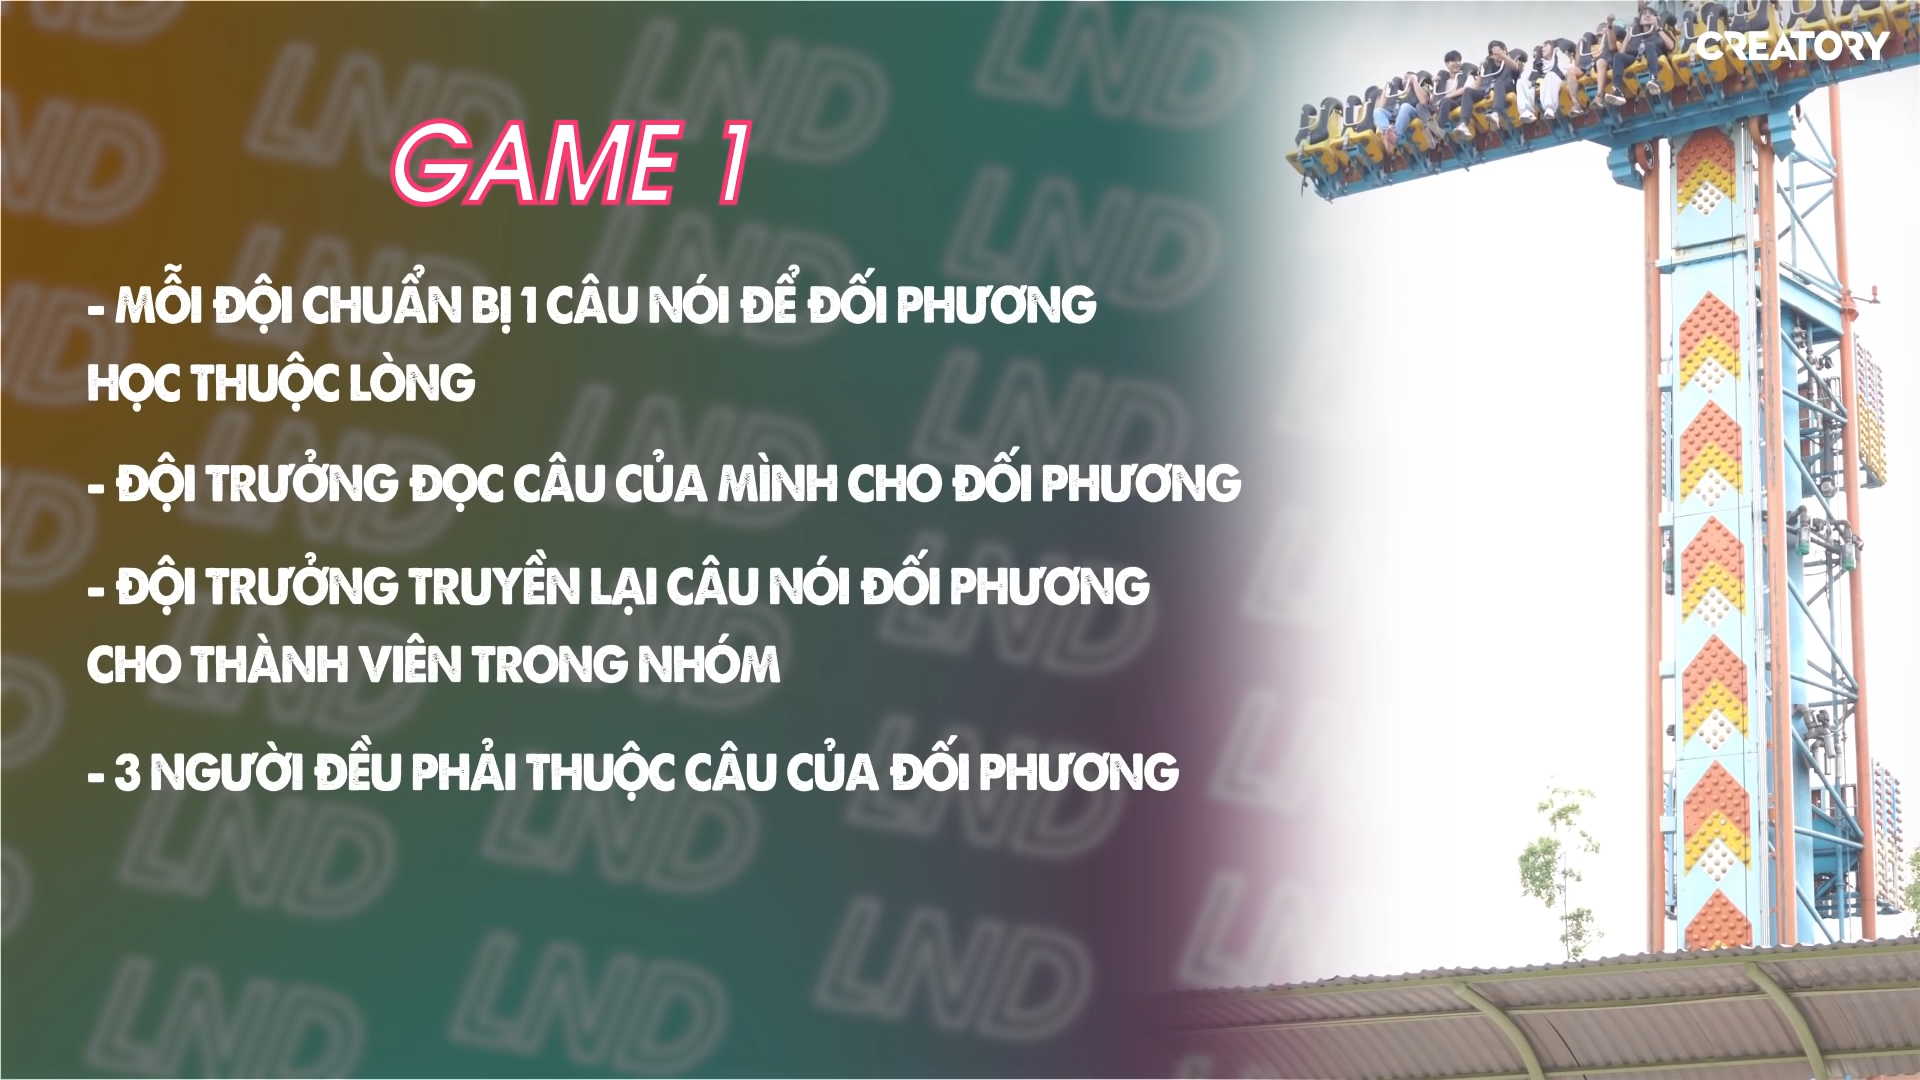 CREATORY
GAME 1
- MỖI ĐỘI CHUẨN BỊ 1 CÂU NÓI ĐỂ ĐỐI PHƯƠNG
HỌC THUỘC LÒNG
- ĐỘI TRƯỞNG ĐỌC CÂU CỦA MÌNH CHO ĐỐI PHƯƠNG
- ĐỘI TRƯỞNG TRUYỀN LẠI CÂU NÓI ĐỐI PHƯƠNG
CHO THÀNH VIÊN TRONG NHÓM
- 3 NGƯỜI ĐỀU PHẢI THUỘC CÂU CỦA ĐỐI PHƯƠNG
LND